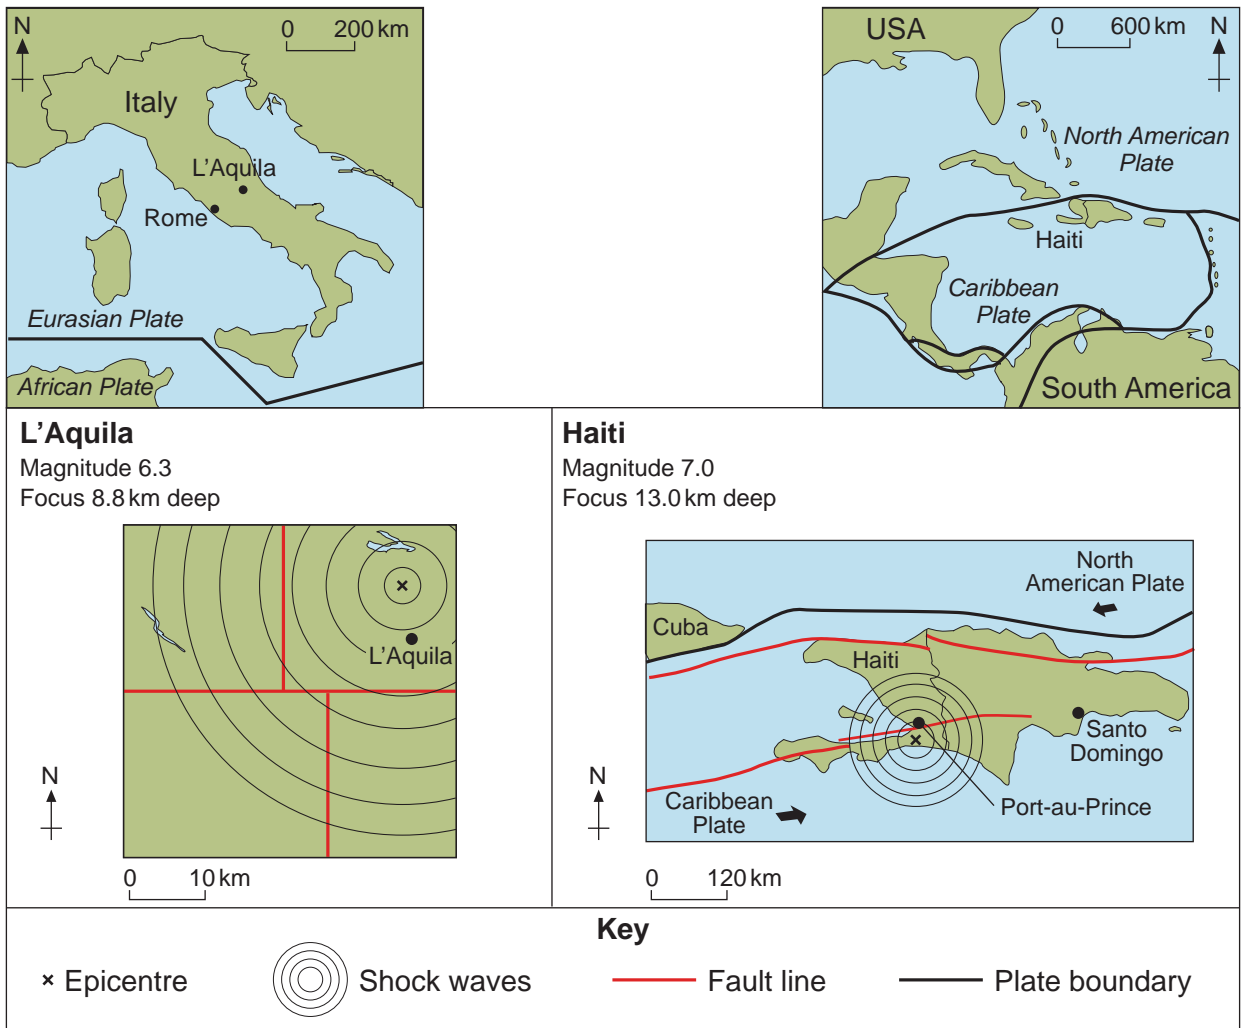 N
0 200 km
Italy
L’Aquila
Rome
Eurasian Plate
African Plate
USA
0 600 km
N
North American
Plate
Haiti
Caribbean
Plate
South America
L’Aquila
Magnitude 6.3
Focus 8.8 km deep
L’Aquila
N
0 10 km
Haiti
Magnitude 7.0
Focus 13.0 km deep
North
American Plate
Cuba
Haiti
Santo
Domingo
Port-au-Prince
Caribbean
Plate
N
0 120 km
Key
Epicentre
Shock waves
Fault line
Plate boundary